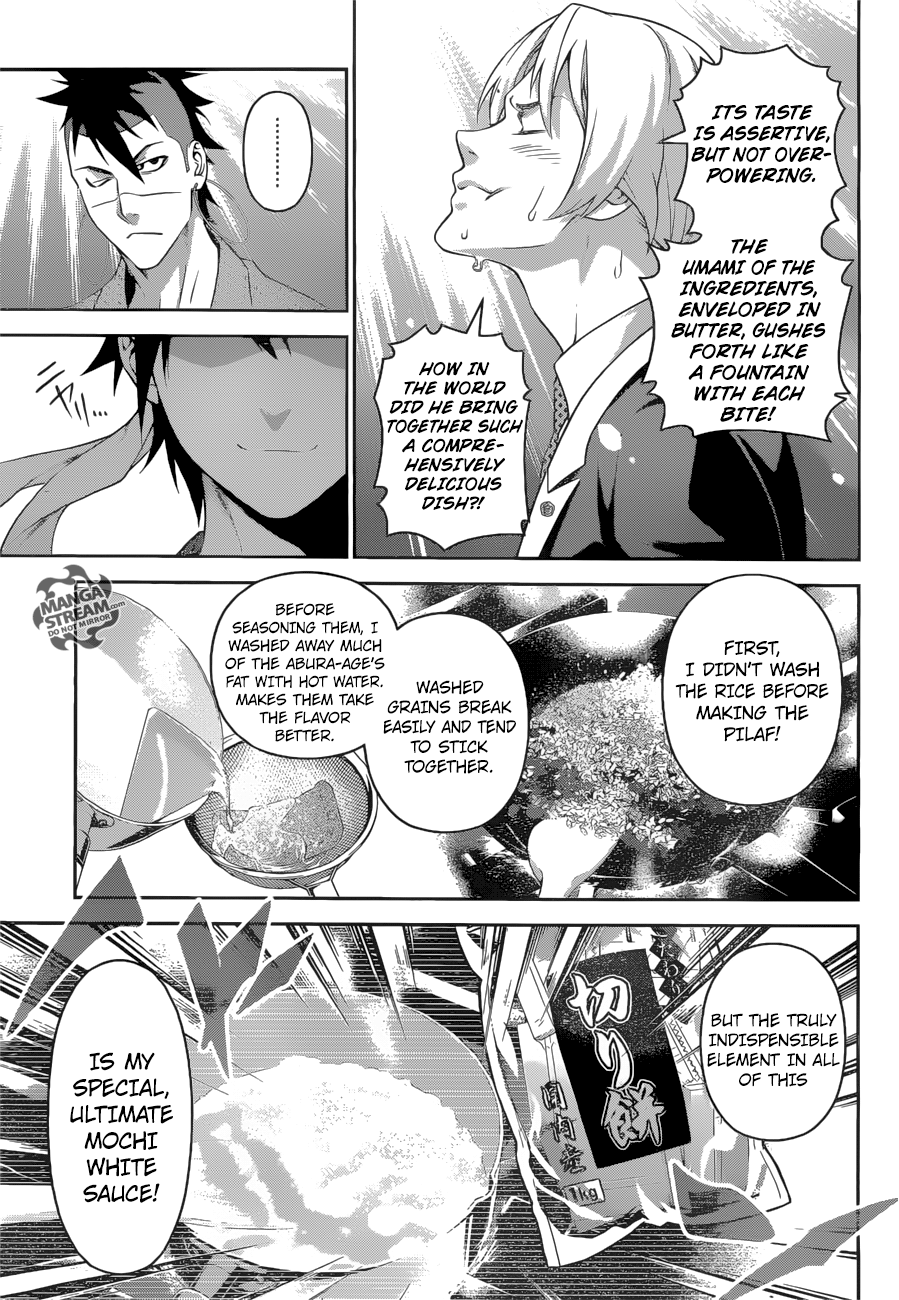 ITS TASTE
IS ASSERTIVE,
BUT NOT OVER-
POWERING.
THE
UMAMI OF THE
INGREDIENTS,
ENVELOPED IN
BUTTER, GUSHES
FORTH LIKE
A FOUNTAIN
WITH EACH
BITE!
HOW IN
THE WORLD
DID HE BRING
TOGETHER SUCH
A COMPRE-
HENSIVELY
DELICIOUS
DISH?!
..........
ニヤリ...
MANGA
STREAM.com
DO NOT MIRROR!
FIRST,
I DIDN'T WASH
THE RICE BEFORE
MAKING THE
PILAF!
WASHED
GRAINS BREAK
EASILY AND TEND
TO STICK
TOGETHER.
BEFORE
SEASONING THEM, I
WASHED AWAY MUCH
OF THE ABURA-AGE'S
FAT WITH HOT WATER.
MAKES THEM TAKE
THE FLAVOR
BETTER.
BUT THE TRULY
INDISPENSIBLE
ELEMENT IN ALL
OF THIS
切り餅
1kg
IS MY
SPECIAL,
ULTIMATE
MOCHI
WHITE
SAUCE!